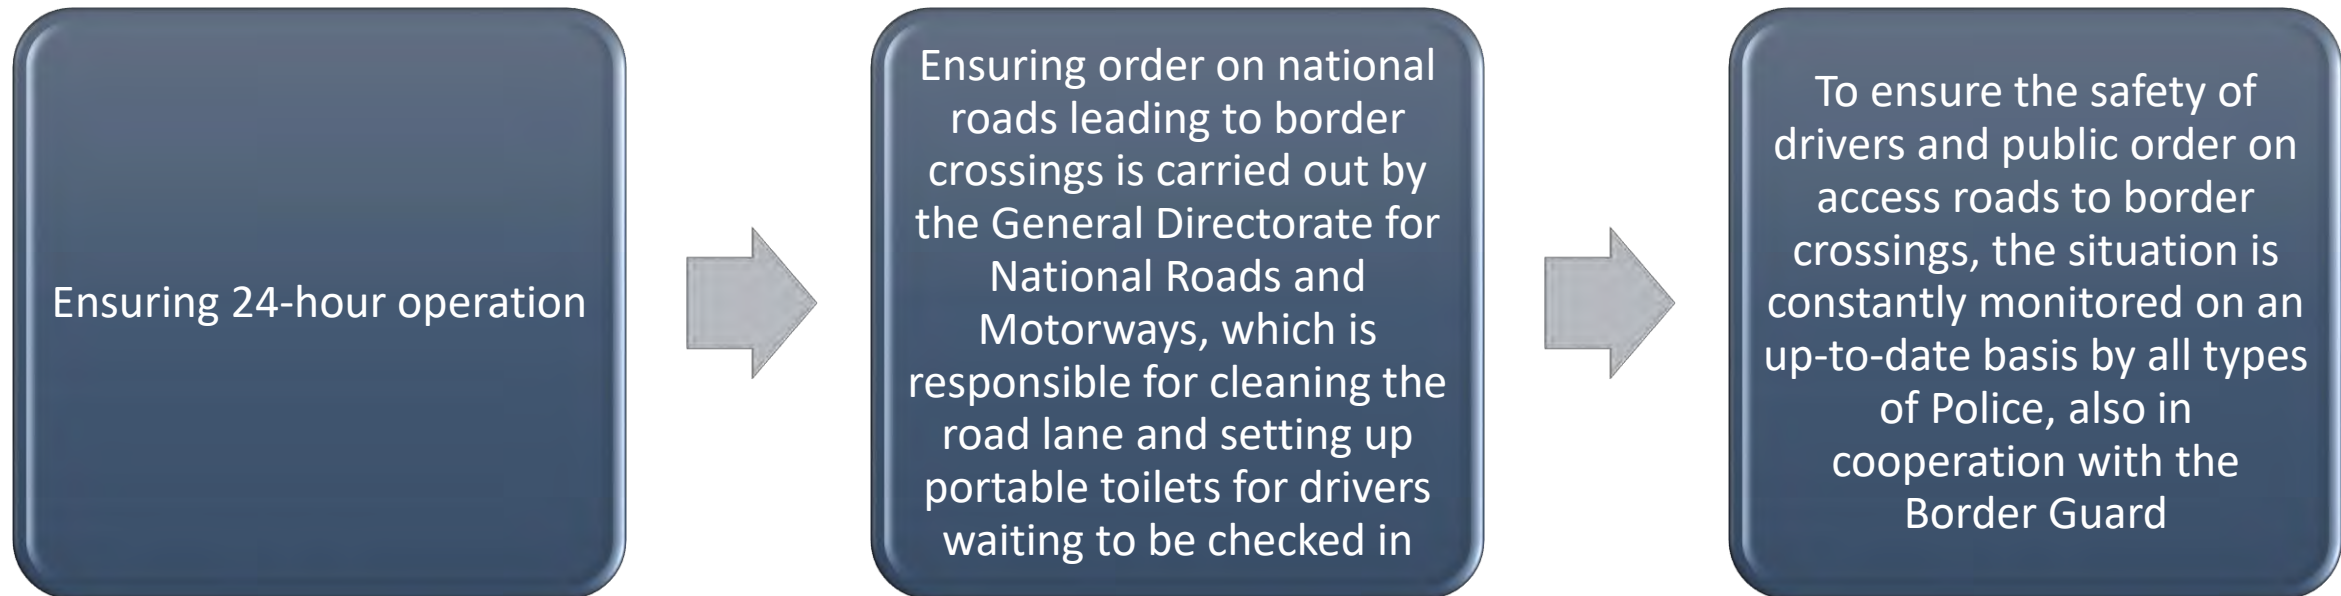 Ensuring 24-hour operation
Ensuring order on national
roads leading to border
crossings is carried out by
the General Directorate for
National Roads and
Motorways, which is
responsible for cleaning the
road lane and setting up
portable toilets for drivers
waiting to be checked in
To ensure the safety of
drivers and public order on
access roads to border
crossings, the situation is
constantly monitored on an
up-to-date basis by all types
of Police, also in
cooperation with the
Border Guard